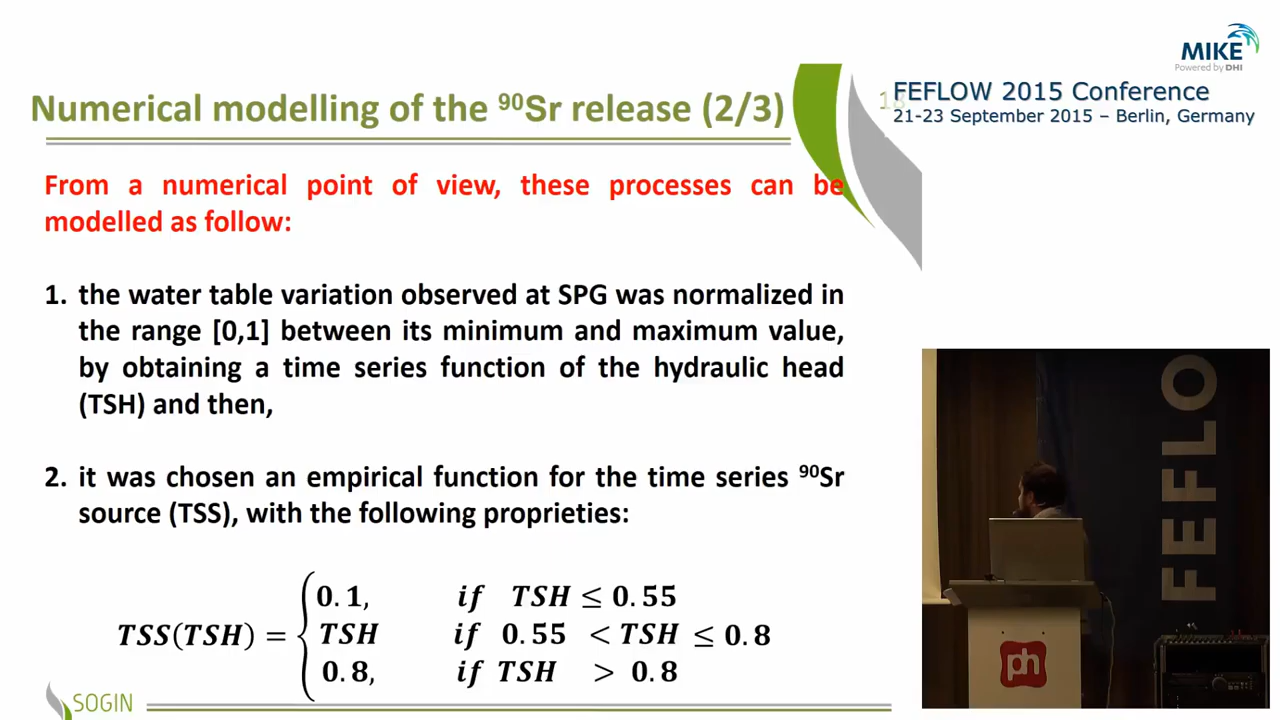 MIKE
Powered by DHI
Numerical modelling of the ⁹⁰Sr release (2/3)
FEFLOW 2015 Conference
21-23 September 2015 – Berlin, Germany
From a numerical point of view, these processes can be
modelled as follow:
1. the water table variation observed at SPG was normalized in
the range [0,1] between its minimum and maximum value,
by obtaining a time series function of the hydraulic head
(TSH) and then,
2. it was chosen an empirical function for the time series ⁹⁰Sr
source (TSS), with the following proprieties:
0.1, if TSH ≤ 0.55
TSS(TSH) = { TSH if 0.55 < TSH ≤ 0.8
0.8, if TSH > 0.8
SOGIN
FEFLO
ph